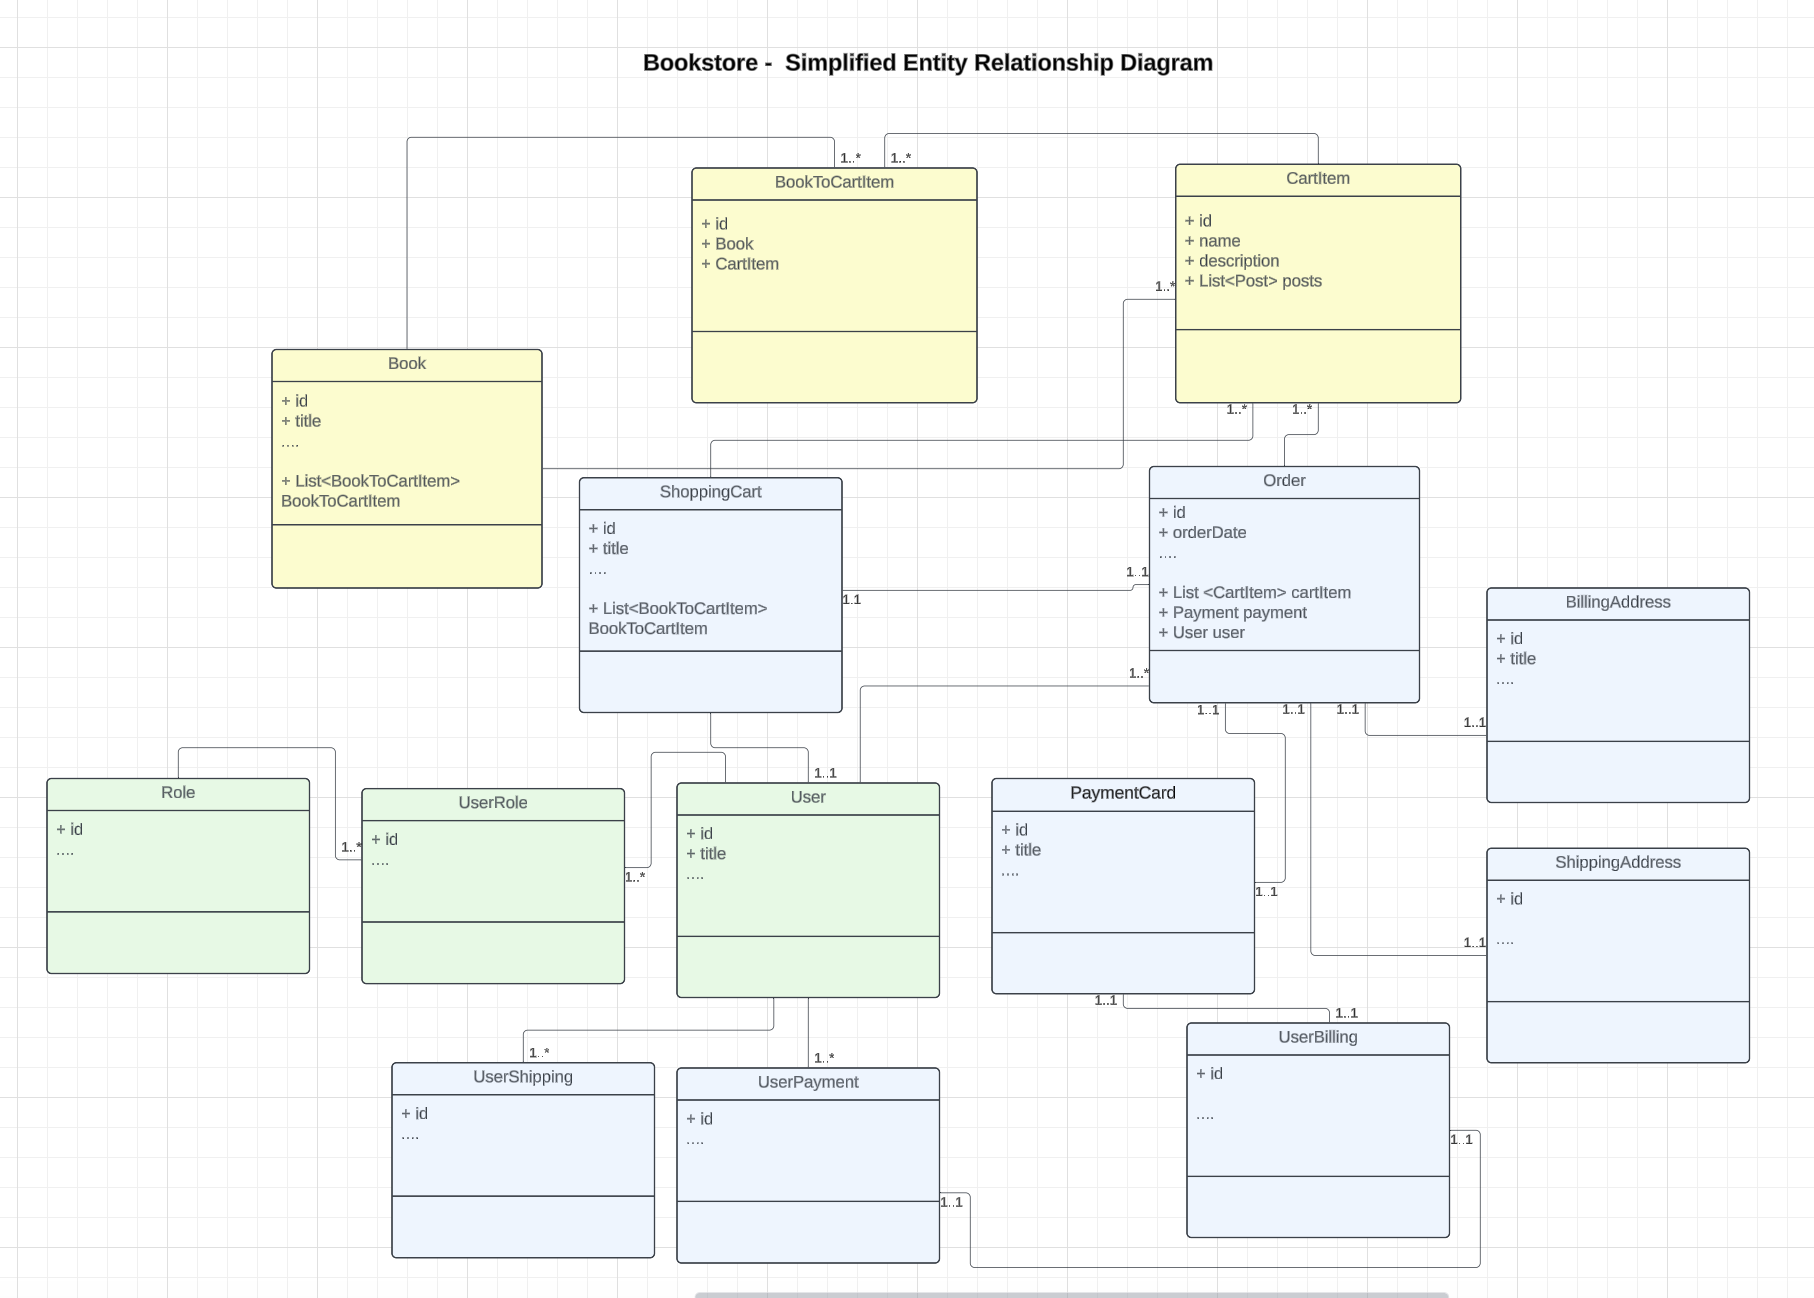 Bookstore -  Simplified Entity Relationship Diagram
1..*
1..*
BookToCartItem
+ id
+ Book
+ CartItem
CartItem
+ id
+ name
+ description
+ List<Post> posts
1..*
1..*
1..*
Book
+ id
+ title
....
+ List<BookToCartItem>
BookToCartItem
ShoppingCart
+ id
+ title
....
+ List<BookToCartItem>
BookToCartItem
1..1
1..1
Order
+ id
+ orderDate
....
+ List <CartItem> cartItem
+ Payment payment
+ User user
1..*
1..1
1..1
1..1
BillingAddress
+ id
+ title
....
1..1
Role
+ id
....
1..*
UserRole
+ id
....
1..*
1..1
User
+ id
+ title
....
PaymentCard
+ id
+ title
....
1..1
1..1
ShippingAddress
+ id
....
1..1
1..*
UserShipping
+ id
....
1..*
UserPayment
+ id
....
1..1
1..1
UserBilling
+ id
....
1..1
1..1